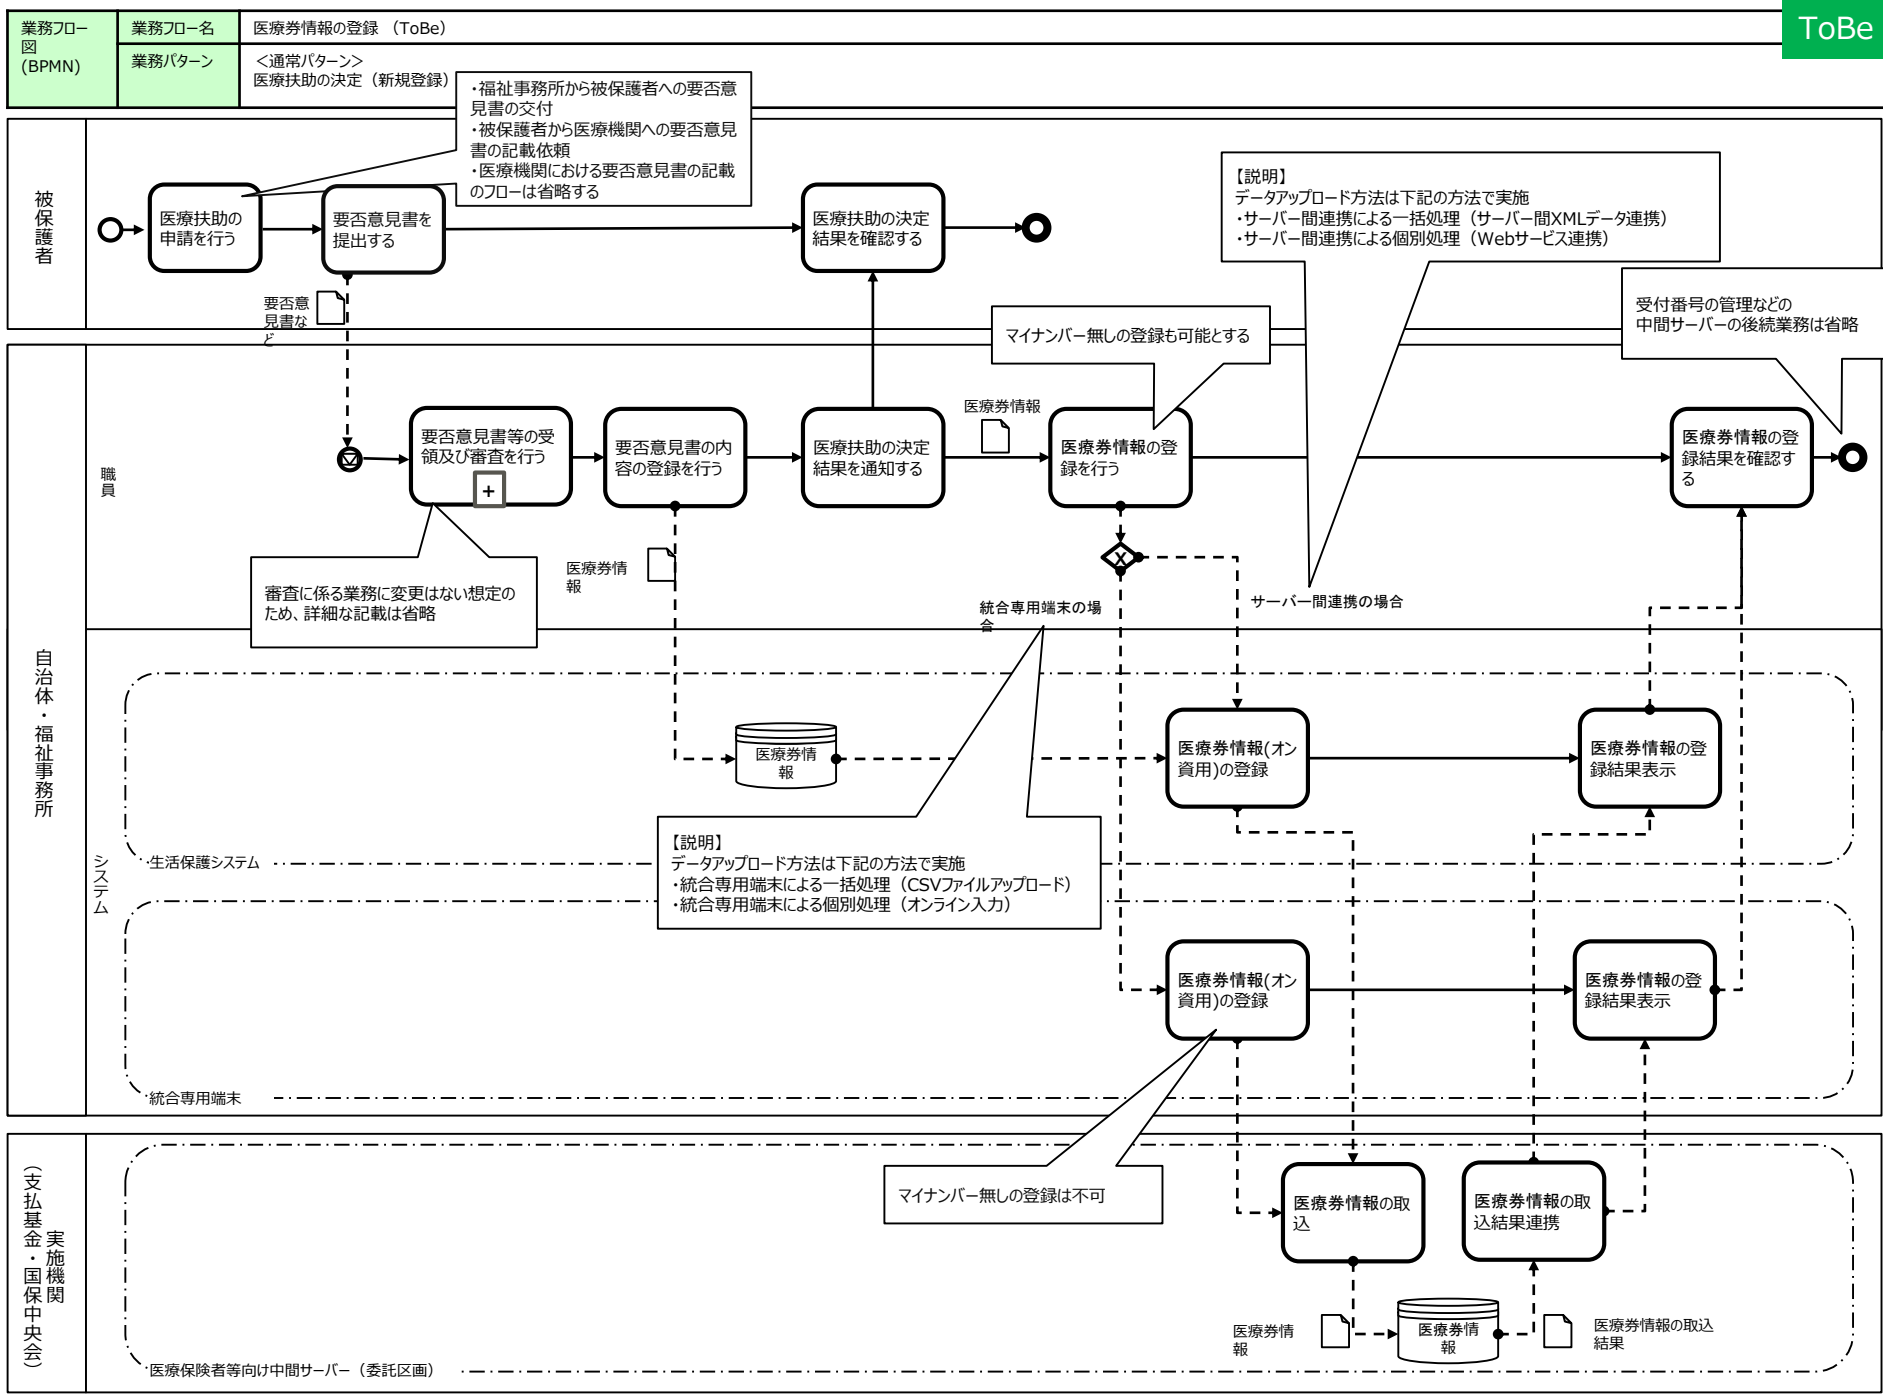 業務フロー
図
(BPMN)
業務フロー名
医療券情報の登録 （ToBe）
ToBe
業務パターン
＜通常パターン＞
医療扶助の決定（新規登録）
・福祉事務所から被保護者への要否意
見書の交付
・被保護者から医療機関への要否意見
書の記載依頼
・医療機関における要否意見書の記載
のフローは省略する
【説明】
データアップロード方法は下記の方法で実施
・サーバー間連携による一括処理（サーバー間XMLデータ連携）
・サーバー間連携による個別処理（Webサービス連携）
被保護者
医療扶助の
申請を行う
要否意見書を
提出する
医療扶助の決定
結果を確認する
要否意
見書な
ど
マイナンバー無しの登録も可能とする
受付番号の管理などの
中間サーバーの後続業務は省略
自治体・福祉事務所
職員
要否意見書等の受
領及び審査を行う
+
要否意見書の内
容の登録を行う
医療扶助の決定
結果を通知する
医療券情報
医療券情報の登
録を行う
医療券情報の登
録結果を確認す
る
審査に係る業務に変更はない想定の
ため、詳細な記載は省略
医療券情
報
X
統合専用端末の場
合
サーバー間連携の場合
システム
医療券情
報
医療券情報(オン
資用)の登録
医療券情報の登
録結果表示
生活保護システム
【説明】
データアップロード方法は下記の方法で実施
・統合専用端末による一括処理（CSVファイルアップロード）
・統合専用端末による個別処理（オンライン入力）
医療券情報(オン
資用)の登録
医療券情報の登
録結果表示
統合専用端末
実施機関
（支払基金・国保中央会）
マイナンバー無しの登録は不可
医療券情報の取
込
医療券情報の取
込結果連携
医療券情
報
医療券情
報
医療券情報の取込
結果
医療保険者等向け中間サーバー（委託区画）